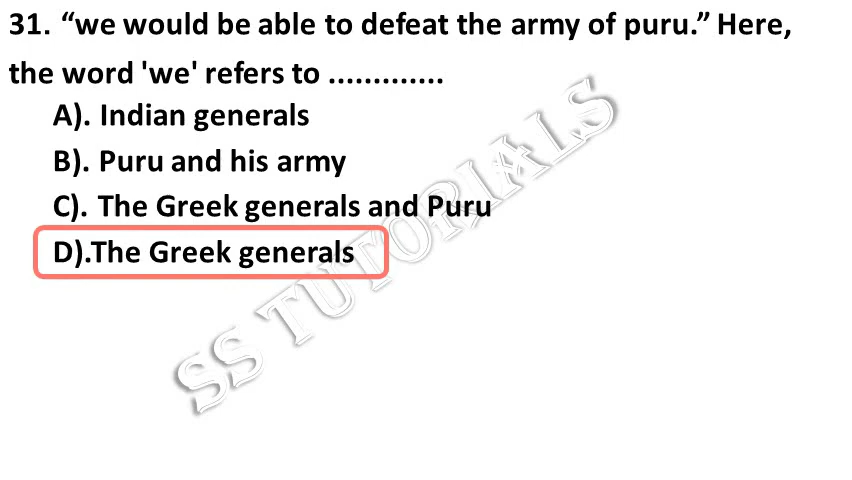 31. “we would be able to defeat the army of puru.” Here,
the word 'we' refers to .............
A). Indian generals
B). Puru and his army
C). The Greek generals and Puru
D).The Greek generals
SS TUTORIALS